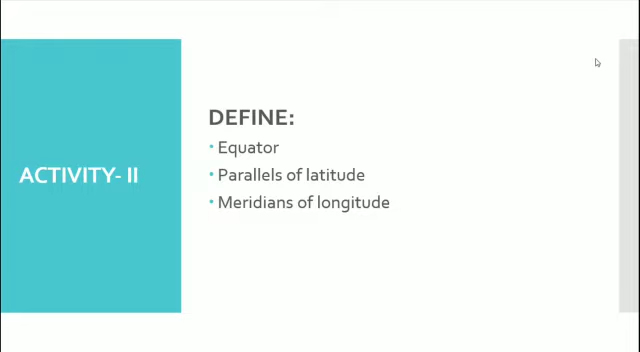 ACTIVITY- II
DEFINE:
• Equator
• Parallels of latitude
• Meridians of longitude